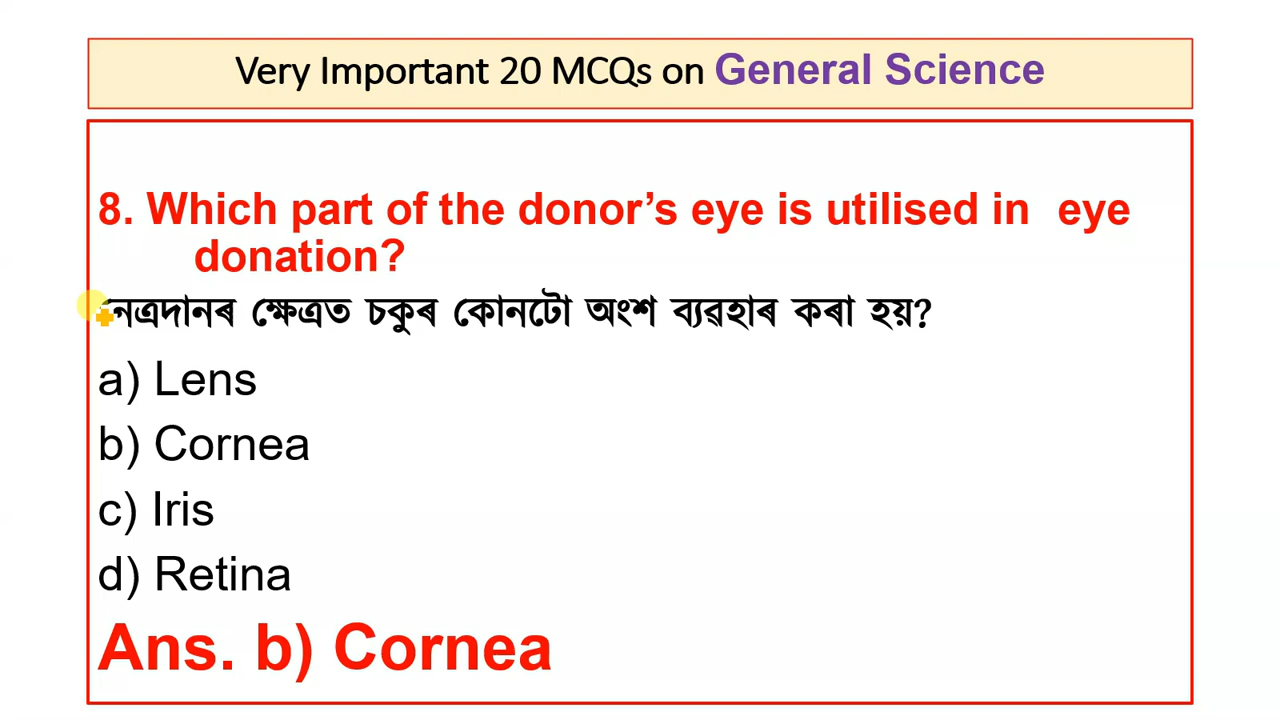 Very Important 20 MCQs on General Science
8. Which part of the donor’s eye is utilised in eye
donation?
নেত্ৰদানৰ ক্ষেত্ৰত চকুৰ কোনটো অংশ ব্যৱহাৰ কৰা হয়?
a) Lens
b) Cornea
c) Iris
d) Retina
Ans. b) Cornea